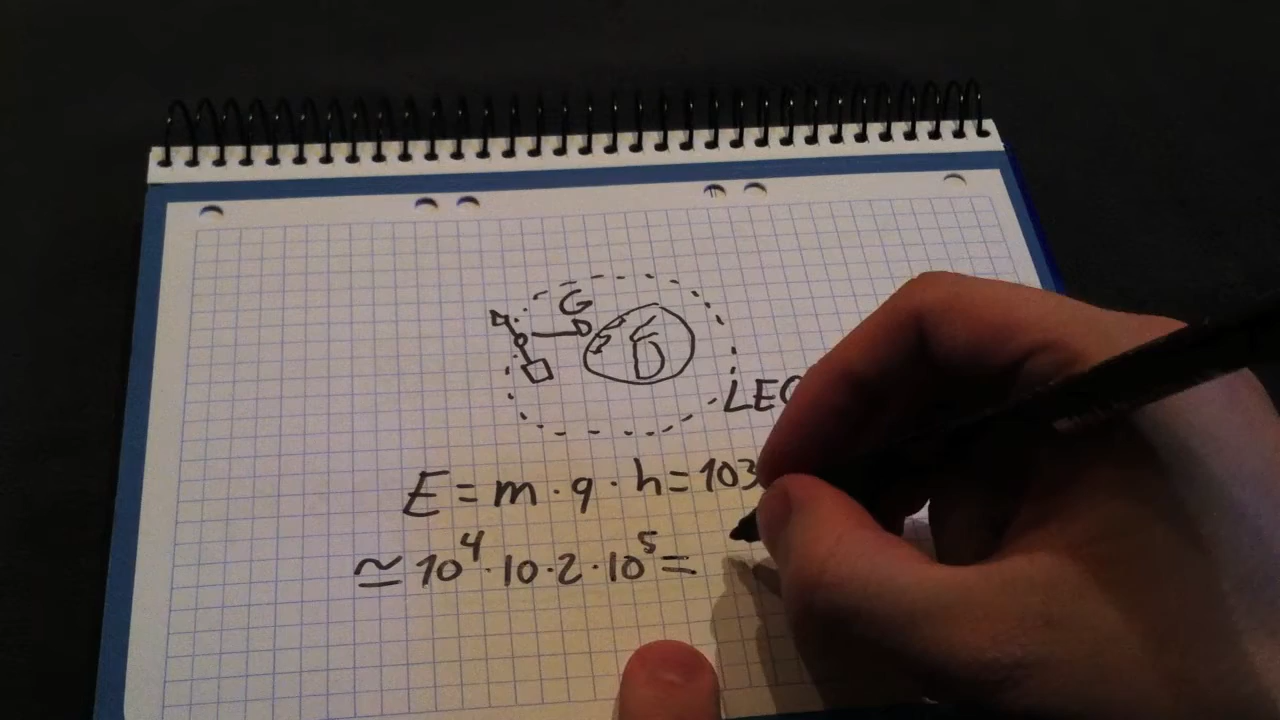 G
E
LEO
E = m · g · h = 103
≃ 10⁴ · 10 · 2 · 10⁵ =